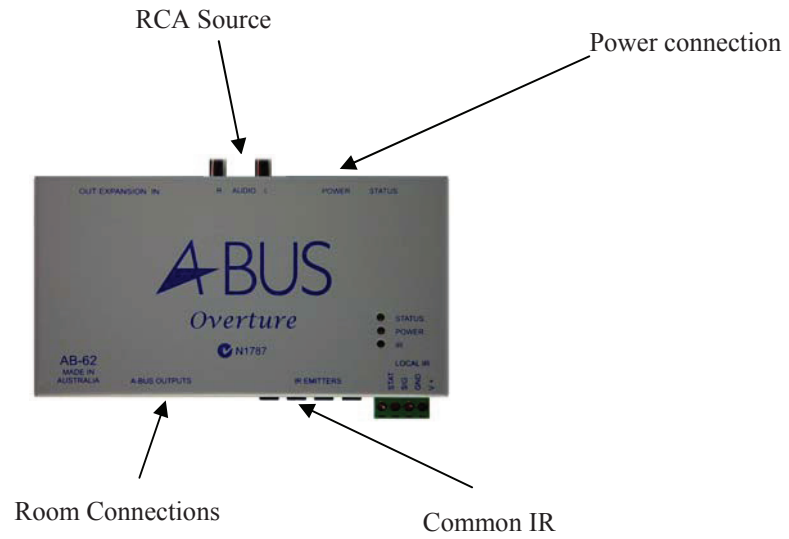 RCA Source
Power connection
OUT EXPANSION IN
R AUDIO L
POWER
STATUS
A-BUS
Overture
N1787
STATUS
POWER
IR
LOCAL IR
STAT
SIG
GND
V +
AB-62
MADE IN
AUSTRALIA
A-BUS OUTPUTS
IR EMITTERS
Room Connections
Common IR